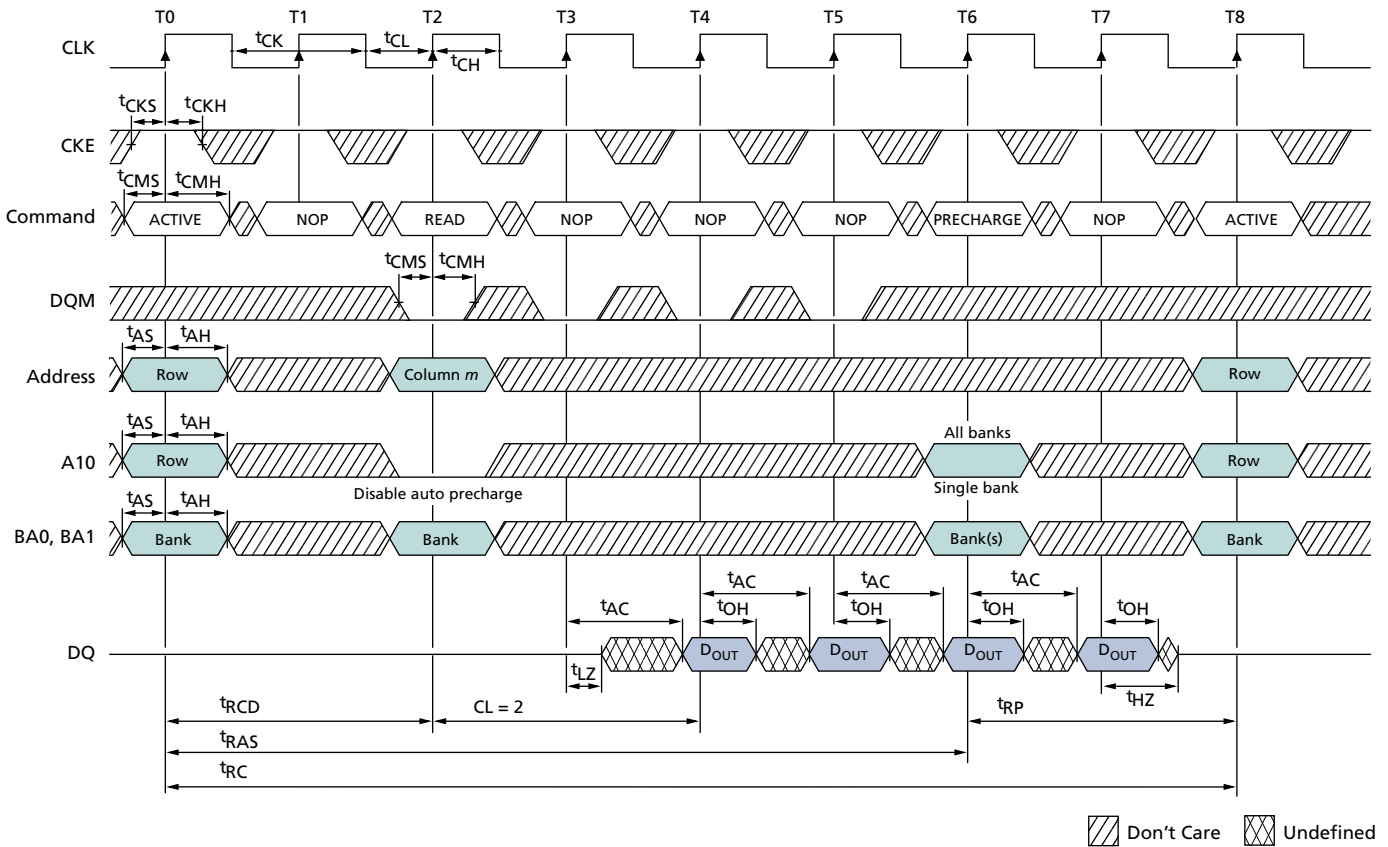 T0 T1 T2 T3 T4 T5 T6 T7 T8
CLK
tCK tCL
tCH
tCKS tCKH
CKE
tCMS tCMH
Command ACTIVE NOP READ NOP NOP NOP PRECHARGE NOP ACTIVE
tCMS tCMH
DQM
tAS tAH
Address Row Column m Row
tAS tAH
All banks
A10 Row Row
Disable auto precharge Single bank
tAS tAH
BA0, BA1 Bank Bank Bank(s) Bank
tAC tAC tAC tAC
tOH tOH tOH tOH
DQ DOUT DOUT DOUT DOUT
tLZ tHZ
tRCD CL = 2 tRP
tRAS
tRC
Don't Care Undefined